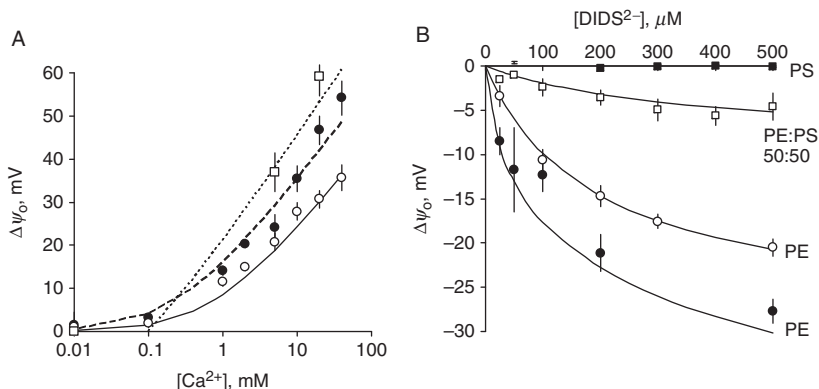 A
Δψₒ, mV
60
50
40
30
20
10
0
0.01 0.1 1 10 100
[Ca²⁺], mM
B
[DIDS²⁻], μM
0 100 200 300 400 500
Δψₒ, mV
0
−5
−10
−15
−20
−25
−30
PS
PE:PS
50:50
PE
PE